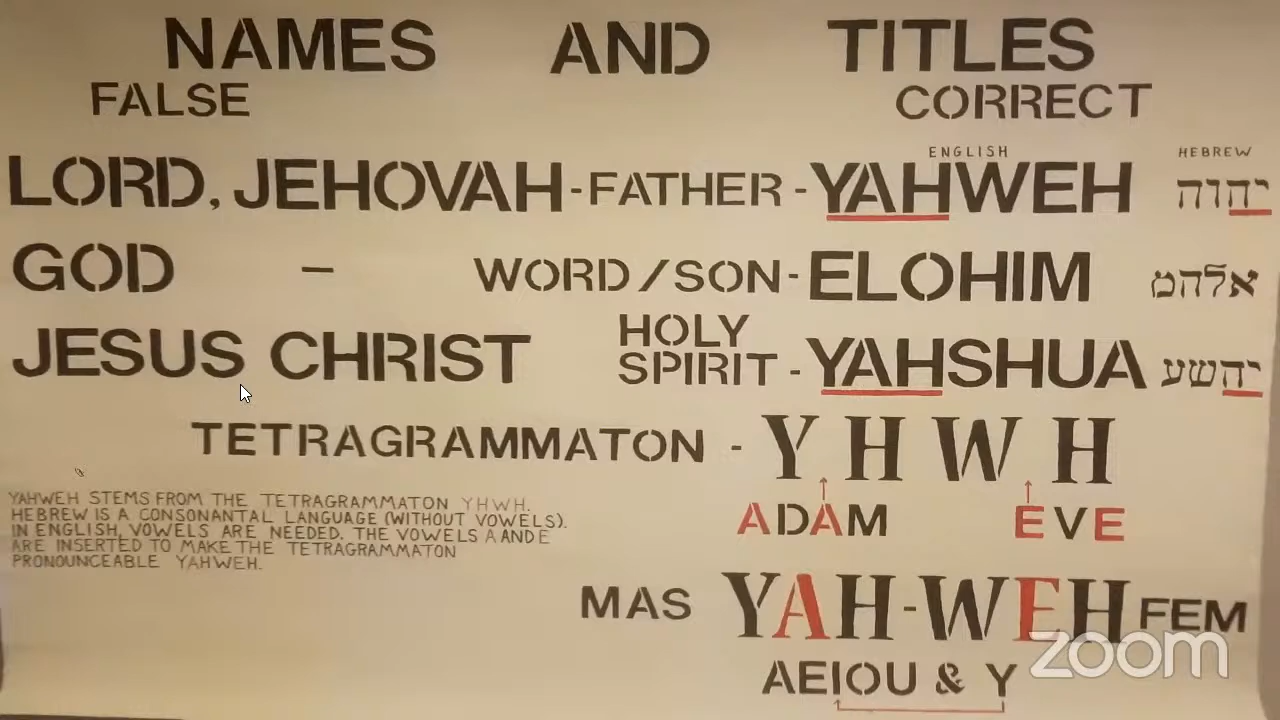 NAMES AND TITLES
FALSE CORRECT
ENGLISH HEBREW
LORD, JEHOVAH - FATHER - YAHWEH יהוה
GOD - WORD/SON - ELOHIM אלהמ
JESUS CHRIST HOLY SPIRIT - YAHSHUA יהשע
TETRAGRAMMATON - YHWH
ADAM EVE
YAHWEH STEMS FROM THE TETRAGRAMMATON YHWH.
HEBREW IS A CONSONANTAL LANGUAGE (WITHOUT VOWELS).
IN ENGLISH, VOWELS ARE NEEDED. THE VOWELS A AND E
ARE INSERTED TO MAKE THE TETRAGRAMMATON
PRONOUNCEABLE YAHWEH.
MAS YAH-WEH FEM
AEIOU & Y
zoom